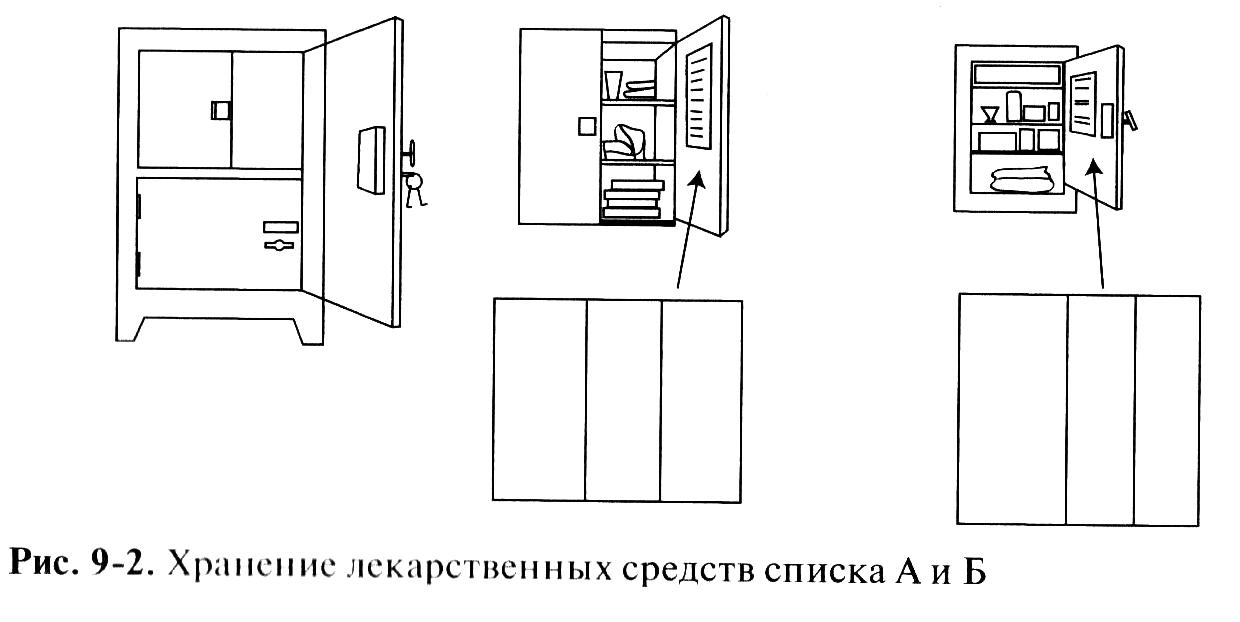 Рис. 9-2. Хранение лекарственных средств списка А и Б